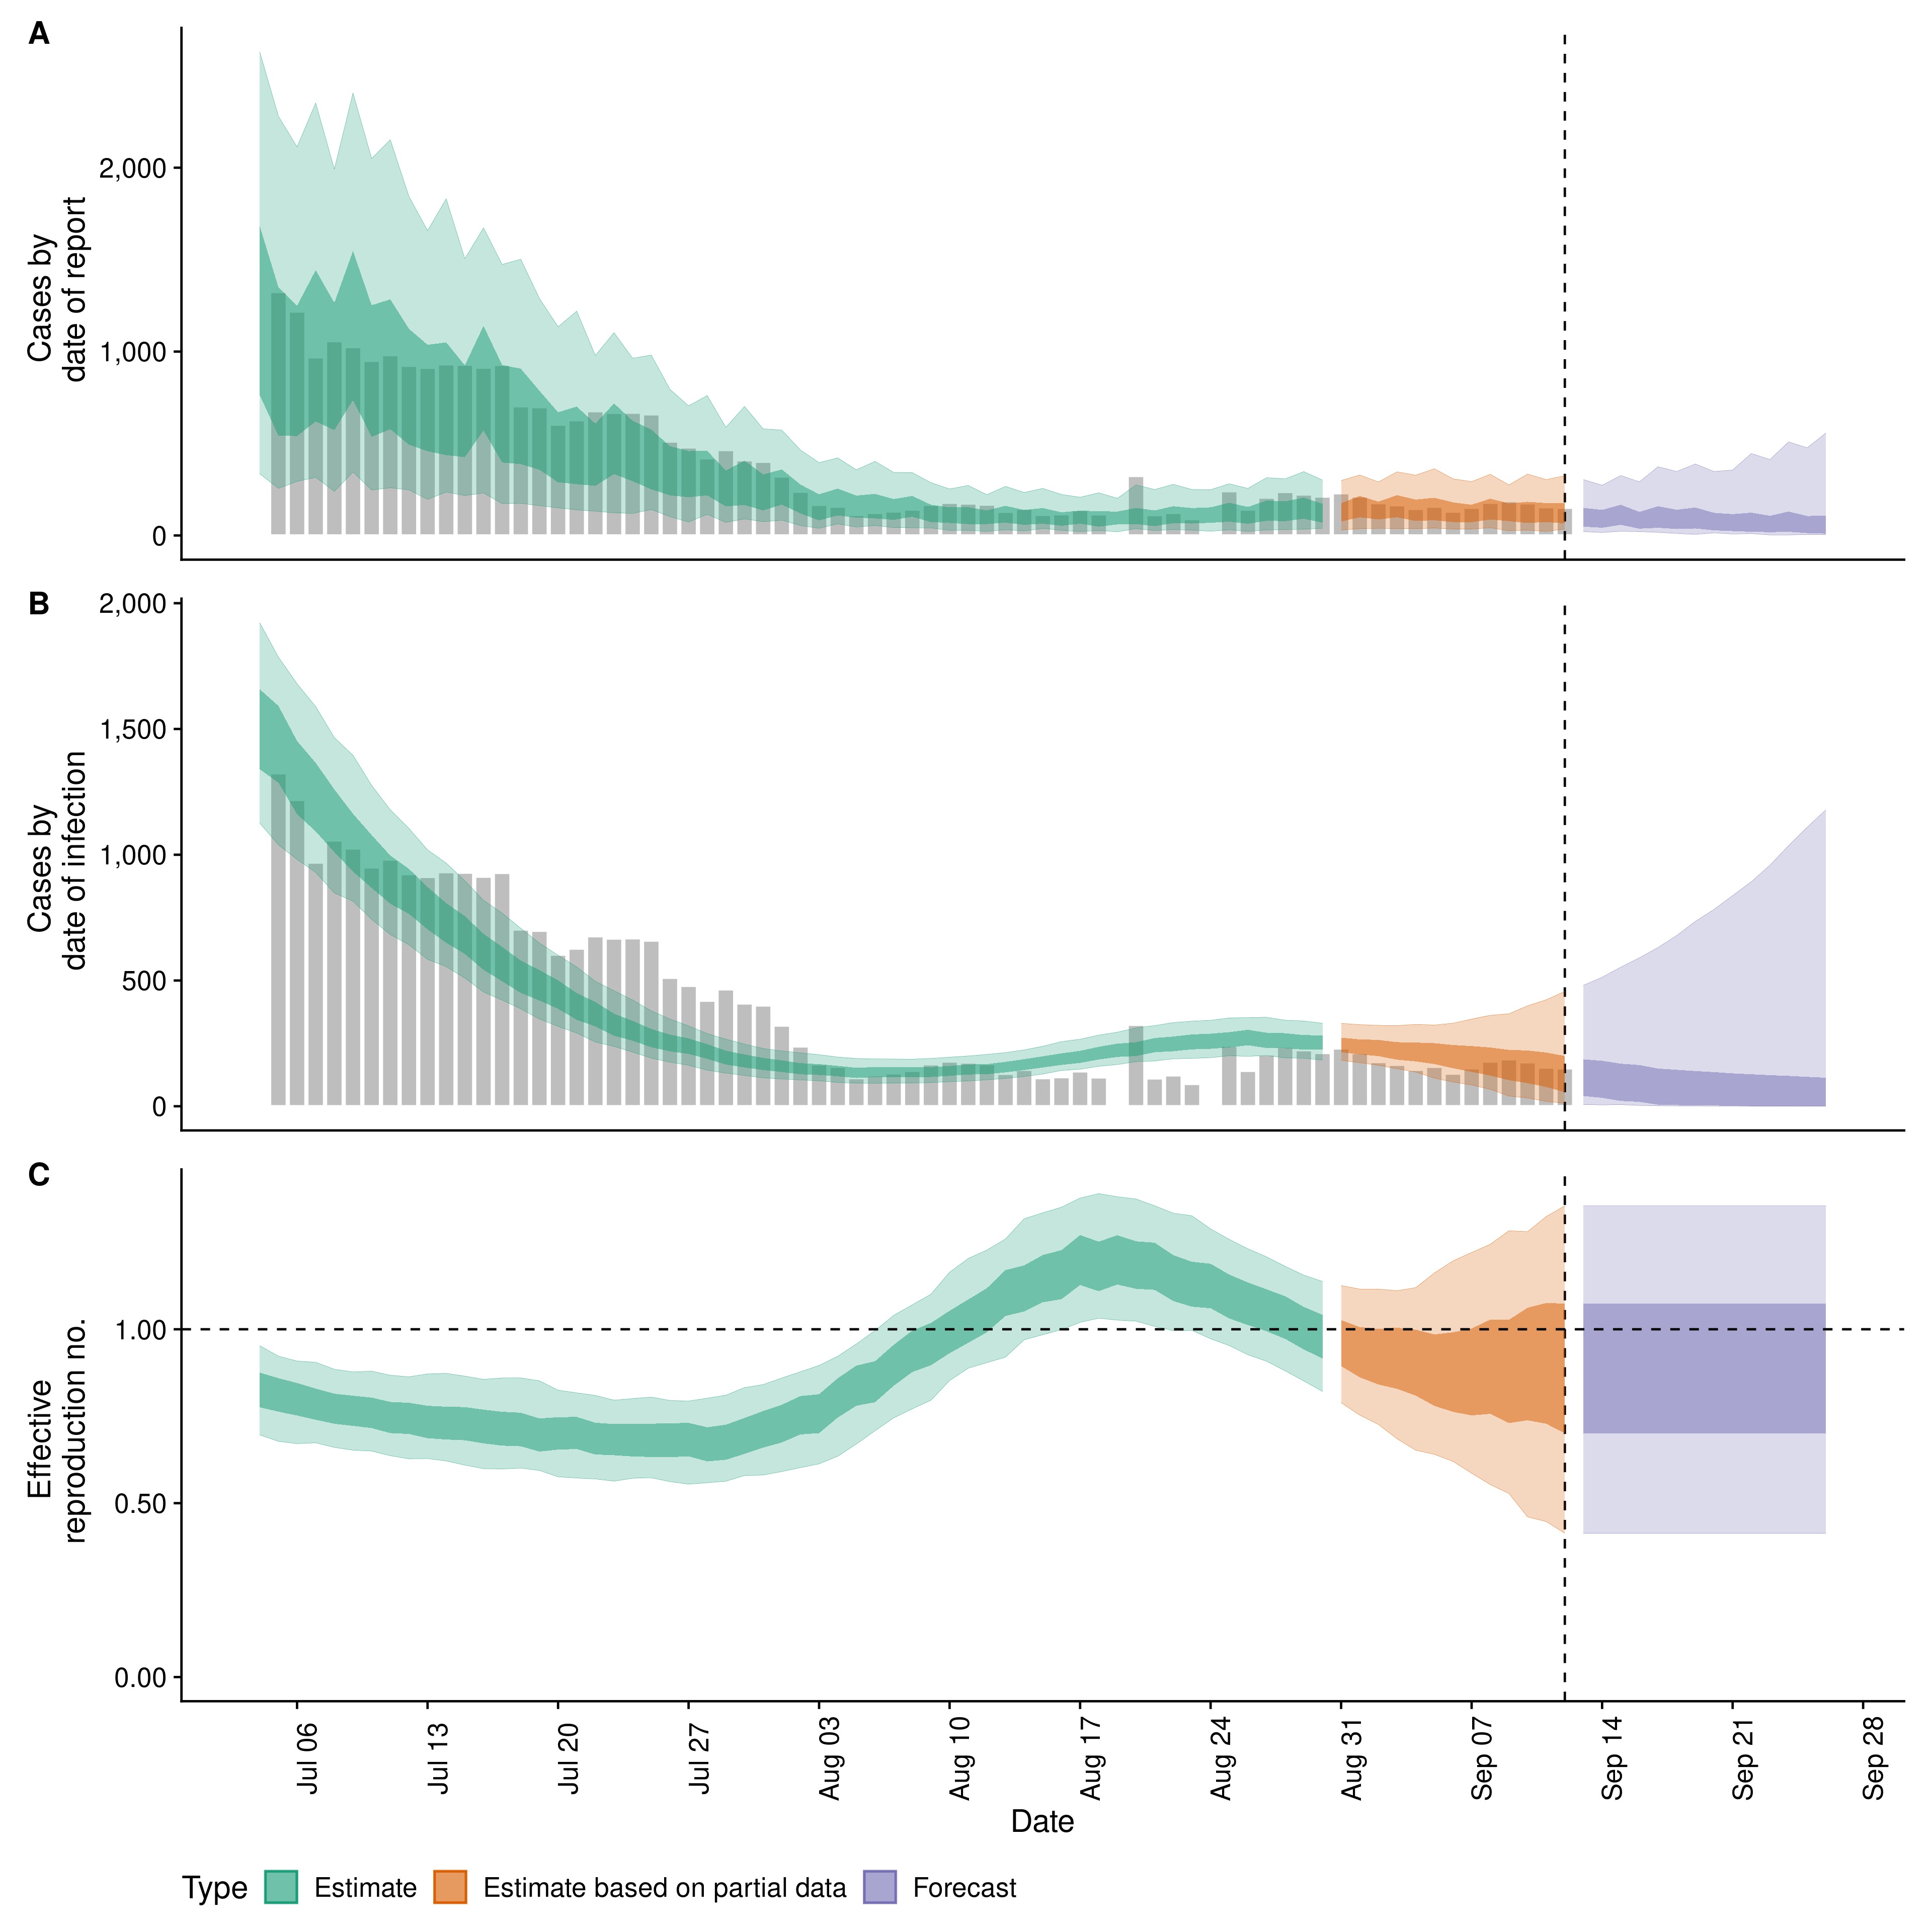 A
Cases by
date of report
2,000
1,000
0
B
Cases by
date of infection
2,000
1,500
1,000
500
0
C
Effective
reproduction no.
1.00
0.50
0.00
Jul 06
Jul 13
Jul 20
Jul 27
Aug 03
Aug 10
Aug 17
Aug 24
Aug 31
Sep 07
Sep 14
Sep 21
Sep 28
Date
Type Estimate Estimate based on partial data Forecast